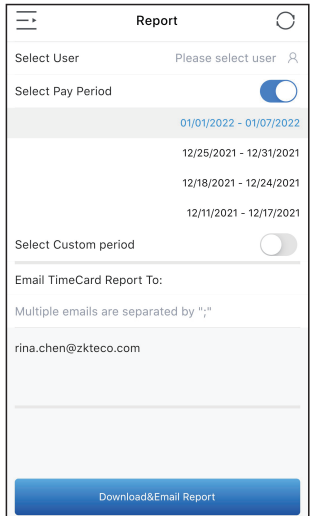 Report
Select User Please select user
Select Pay Period
01/01/2022 - 01/07/2022
12/25/2021 - 12/31/2021
12/18/2021 - 12/24/2021
12/11/2021 - 12/17/2021
Select Custom period
Email TimeCard Report To:
Multiple emails are separated by ";"
rina.chen@zkteco.com
Download&Email Report